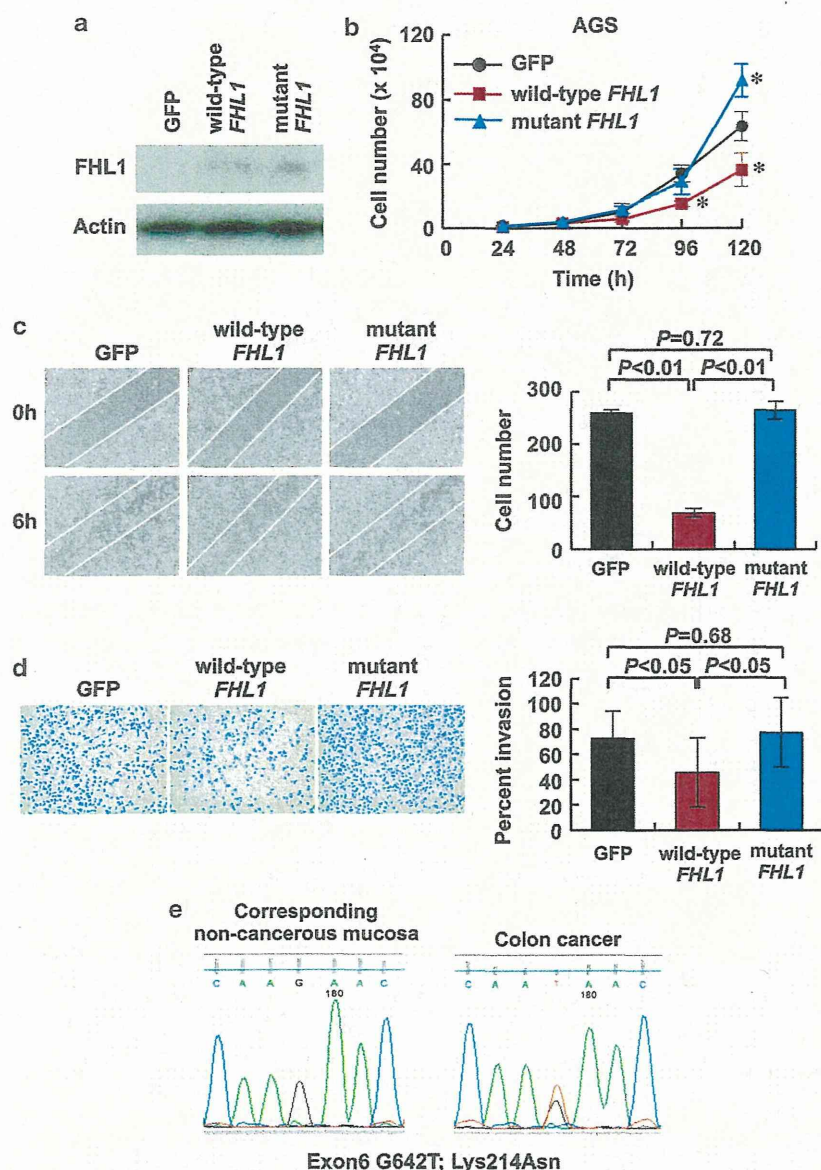 a
GFP
wild-type
FHL1
mutant
FHL1
FHL1
Actin
b
AGS
GFP
wild-type FHL1
mutant FHL1
Cell number (x 10⁴)
120
80
40
0
*
*
*
0 24 48 72 96 120
Time (h)
c
GFP
wild-type
FHL1
mutant
FHL1
0h
6h
P=0.72
P<0.01 P<0.01
Cell number
300
200
100
0
GFP
wild-type
FHL1
mutant
FHL1
d
GFP
wild-type
FHL1
mutant
FHL1
P=0.68
P<0.05 P<0.05
Percent invasion
120
100
80
60
40
20
0
GFP
wild-type
FHL1
mutant
FHL1
e
Corresponding
non-cancerous mucosa
C A A G A A C
180
Colon cancer
C A A T A A C
180
Exon6 G642T; Lys214Asn